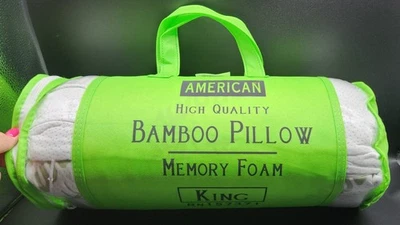 AMERICAN
HIGH QUALITY
BAMBOO PILLOW
MEMORY FOAM
KING